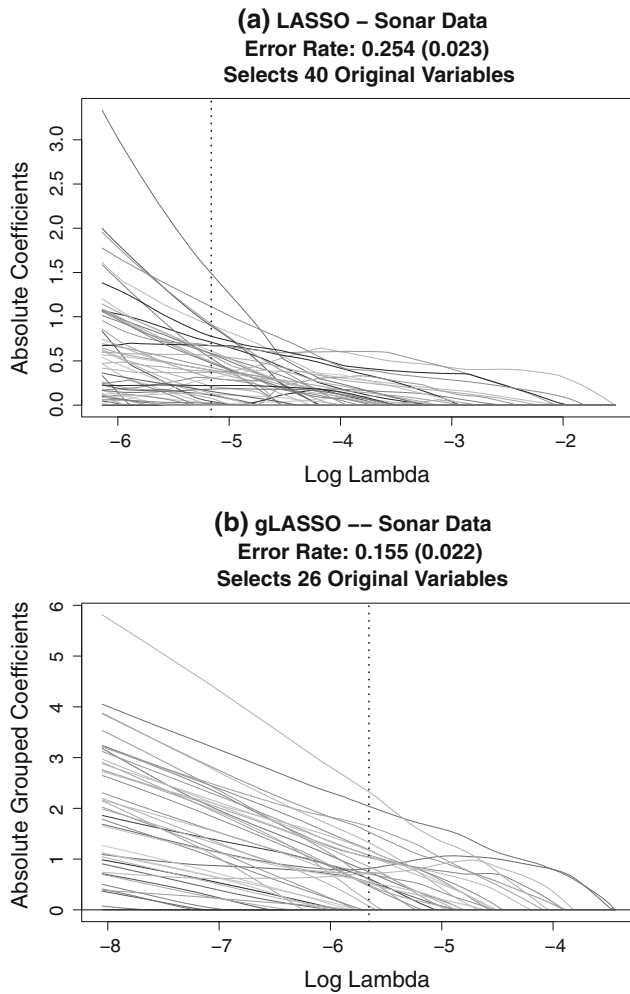 (a) LASSO – Sonar Data
Error Rate: 0.254 (0.023)
Selects 40 Original Variables
Absolute Coefficients
3.0
2.5
2.0
1.5
1.0
0.5
0.0
−6 −5 −4 −3 −2
Log Lambda
(b) gLASSO −− Sonar Data
Error Rate: 0.155 (0.022)
Selects 26 Original Variables
Absolute Grouped Coefficients
6
5
4
3
2
1
0
−8 −7 −6 −5 −4
Log Lambda